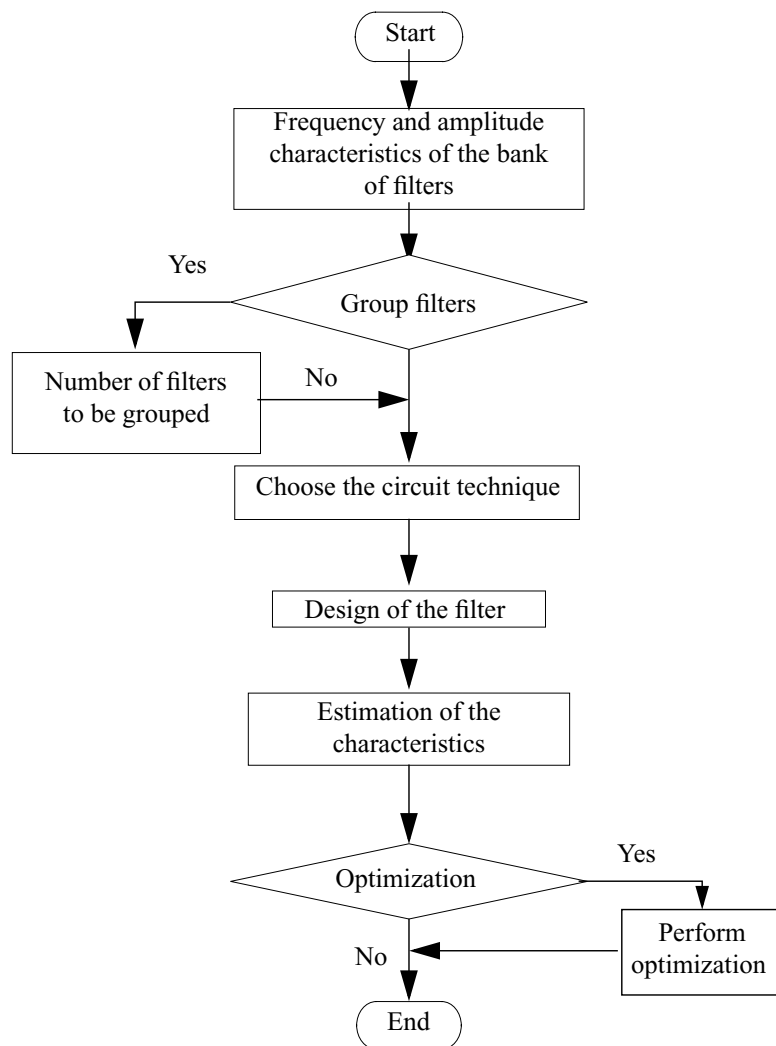 Start
Frequency and amplitude
characteristics of the bank
of filters
Yes
Group filters
Number of filters
to be grouped
No
Choose the circuit technique
Design of the filter
Estimation of the
characteristics
Optimization
Yes
Perform
optimization
No
End